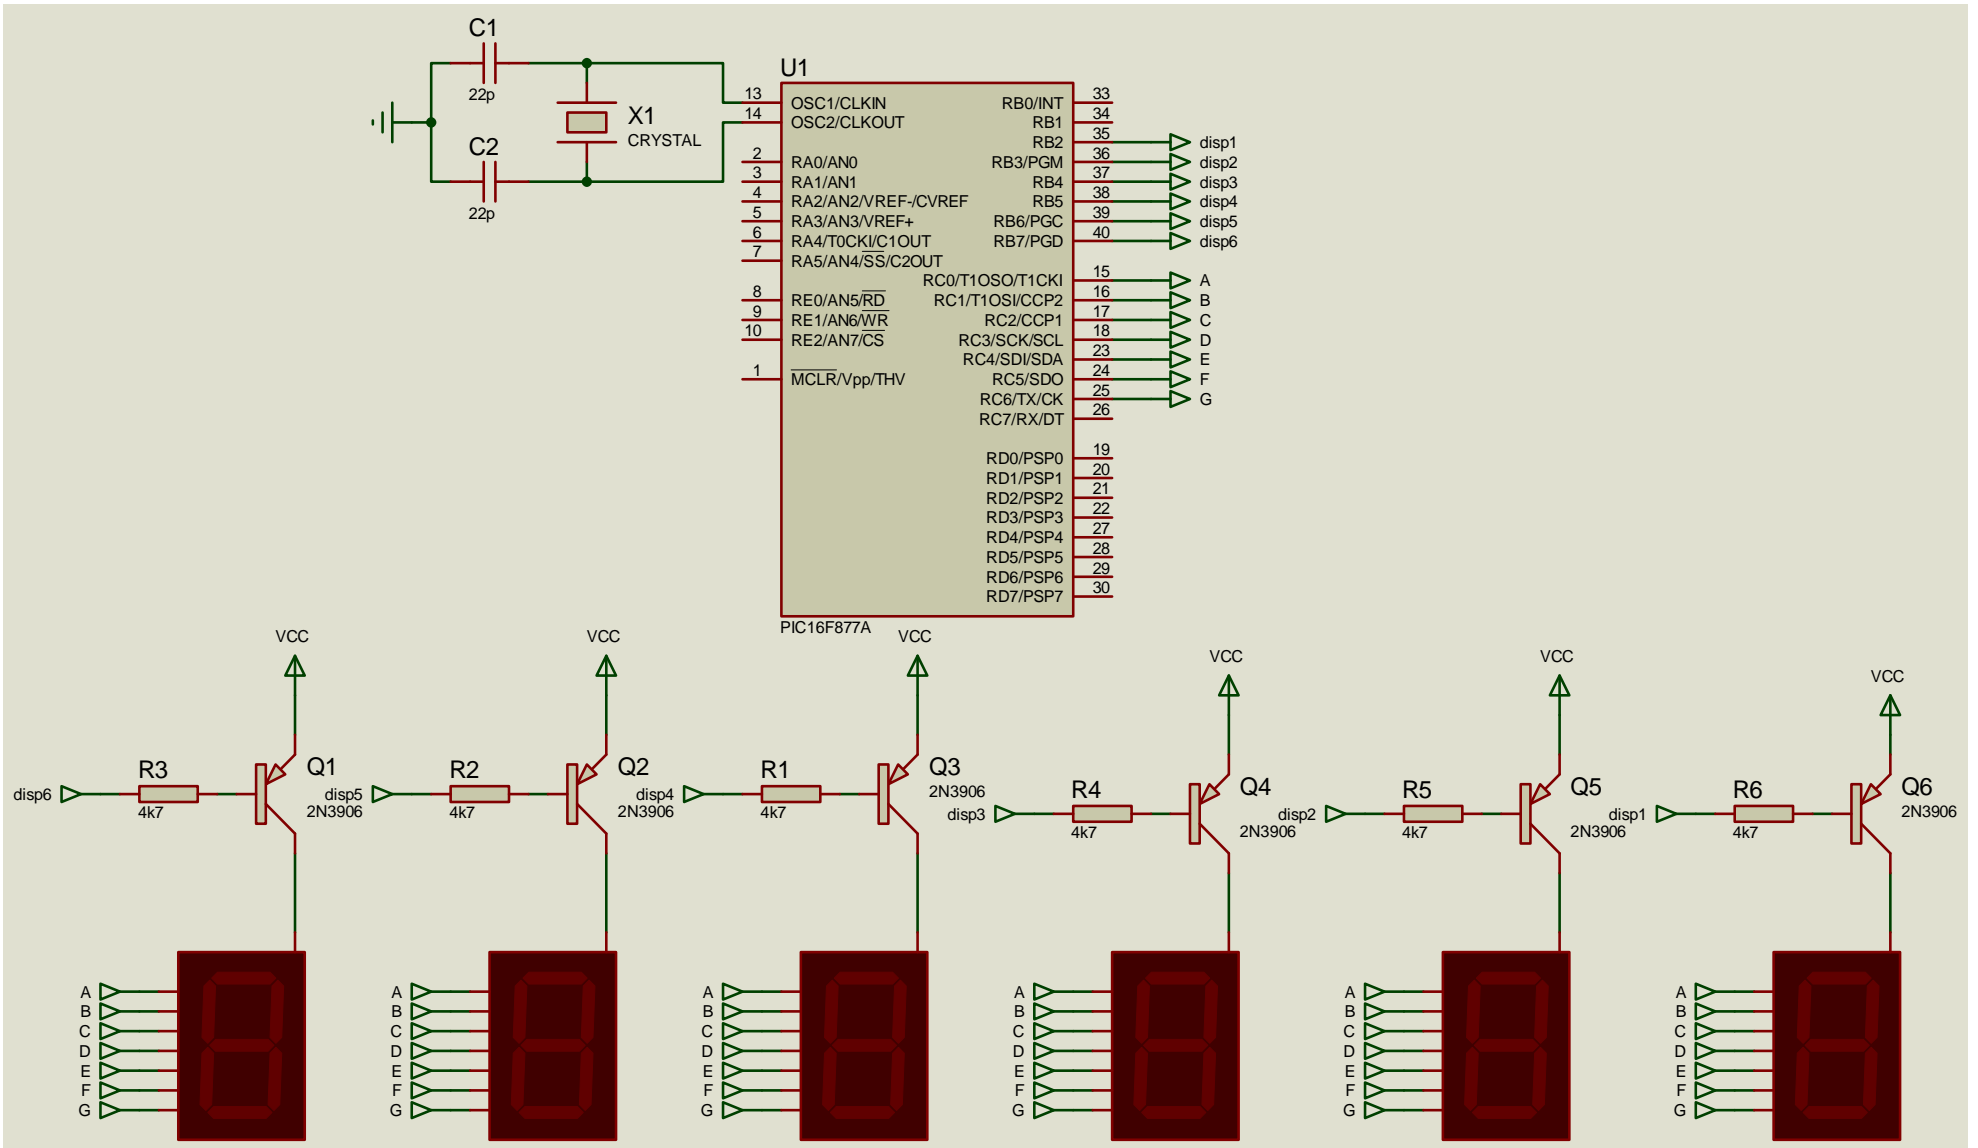 C1
22p
C2
22p
X1
CRYSTAL
U1
13 OSC1/CLKIN
14 OSC2/CLKOUT
2 RA0/AN0
3 RA1/AN1
4 RA2/AN2/VREF-/CVREF
5 RA3/AN3/VREF+
6 RA4/T0CKI/C1OUT
7 RA5/AN4/SS/C2OUT
8 RE0/AN5/RD
9 RE1/AN6/WR
10 RE2/AN7/CS
1 MCLR/Vpp/THV
RB0/INT 33
RB1 34
RB2 35 disp1
RB3/PGM 36 disp2
RB4 37 disp3
RB5 38 disp4
RB6/PGC 39 disp5
RB7/PGD 40 disp6
RC0/T1OSO/T1CKI 15 A
RC1/T1OSI/CCP2 16 B
RC2/CCP1 17 C
RC3/SCK/SCL 18 D
RC4/SDI/SDA 23 E
RC5/SDO 24 F
RC6/TX/CK 25 G
RC7/RX/DT 26
RD0/PSP0 19
RD1/PSP1 20
RD2/PSP2 21
RD3/PSP3 22
RD4/PSP4 27
RD5/PSP5 28
RD6/PSP6 29
RD7/PSP7 30
PIC16F877A
VCC
disp6
R3
4k7
Q1
2N3906
A
B
C
D
E
F
G
VCC
disp5
R2
4k7
Q2
2N3906
A
B
C
D
E
F
G
VCC
disp4
R1
4k7
Q3
2N3906
A
B
C
D
E
F
G
VCC
disp3
R4
4k7
Q4
2N3906
A
B
C
D
E
F
G
VCC
disp2
R5
4k7
Q5
2N3906
A
B
C
D
E
F
G
VCC
disp1
R6
4k7
Q6
2N3906
A
B
C
D
E
F
G